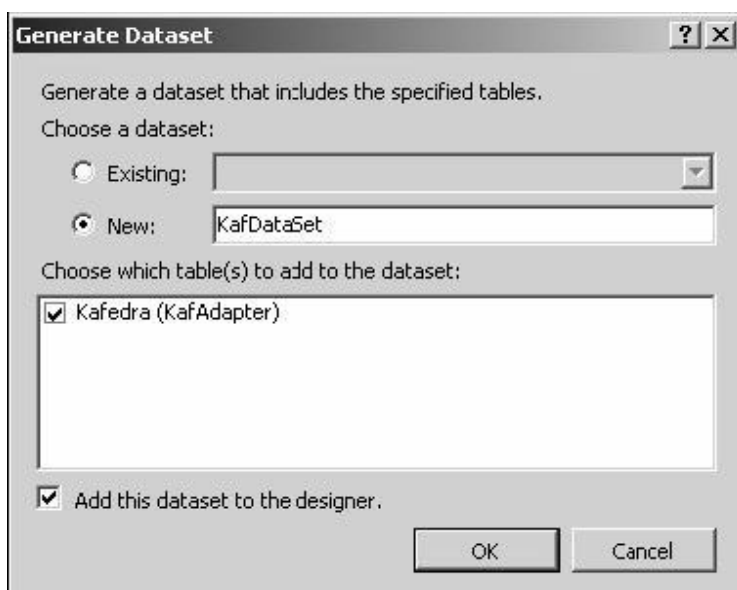 Generate Dataset
Generate a dataset that includes the specified tables.
Choose a dataset:
Existing:
New: KafDataSet
Choose which table(s) to add to the dataset:
Kafedra (KafAdapter)
Add this dataset to the designer.
OK Cancel